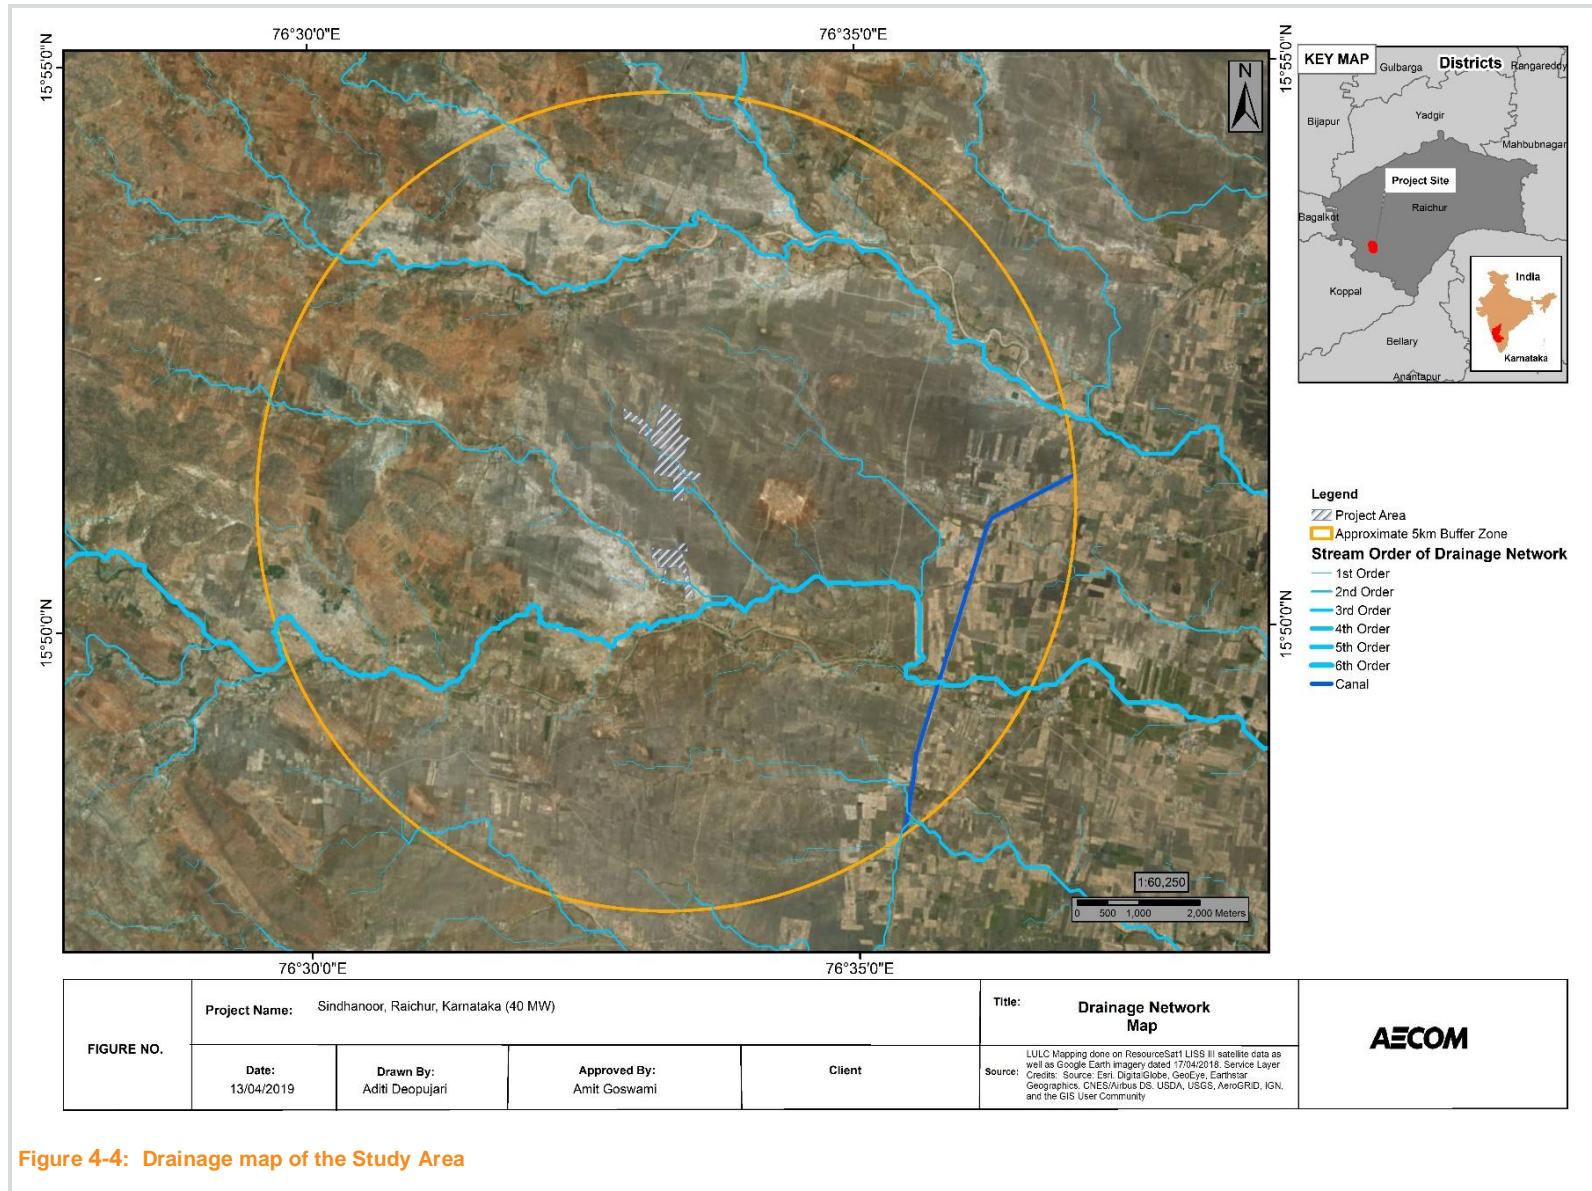 76°30'0"E
76°35'0"E
15°55'0"N
15°50'0"N
15°55'0"N
15°50'0"N
76°30'0"E
76°35'0"E
N
1:60,250
0 500 1,000 2,000 Meters
KEY MAP
Districts
Gulbarga
Rangareddy
Yadgir
Bijapur
Mahbubnagar
Project Site
Raichur
Bagalkot
Koppal
India
Bellary
Karnataka
Anantapur
Legend
Project Area
Approximate 5km Buffer Zone
Stream Order of Drainage Network
1st Order
2nd Order
3rd Order
4th Order
5th Order
6th Order
Canal
FIGURE NO.
Project Name: Sindhanoor, Raichur, Karnataka (40 MW)
Date:
13/04/2019
Drawn By:
Aditi Deopujari
Approved By:
Amit Goswami
Client
Title: Drainage Network
Map
Source: LULC Mapping done on ResourceSat1 LISS III satellite data as
well as Google Earth imagery dated 17/04/2018. Service Layer
Credits: Source: Esri, DigitalGlobe, GeoEye, Earthstar
Geographics, CNES/Airbus DS, USDA, USGS, AeroGRID, IGN,
and the GIS User Community
AECOM
Figure 4-4: Drainage map of the Study Area